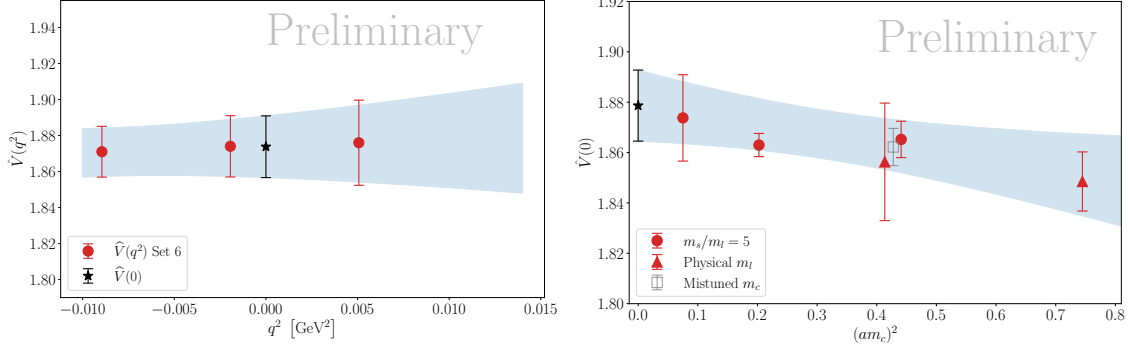 Preliminary
1.94
1.92
1.90
1.88
1.86
1.84
1.82
1.80
V̂(q²)
V̂(q²) Set 6
V̂(0)
−0.010 −0.005 0.000 0.005 0.010 0.015
q² [GeV²]
Preliminary
1.92
1.90
1.88
1.86
1.84
1.82
1.80
V̂(0)
m_s/m_l = 5
Physical m_l
Mistuned m_c
0.0 0.1 0.2 0.3 0.4 0.5 0.6 0.7 0.8
(am_c)²